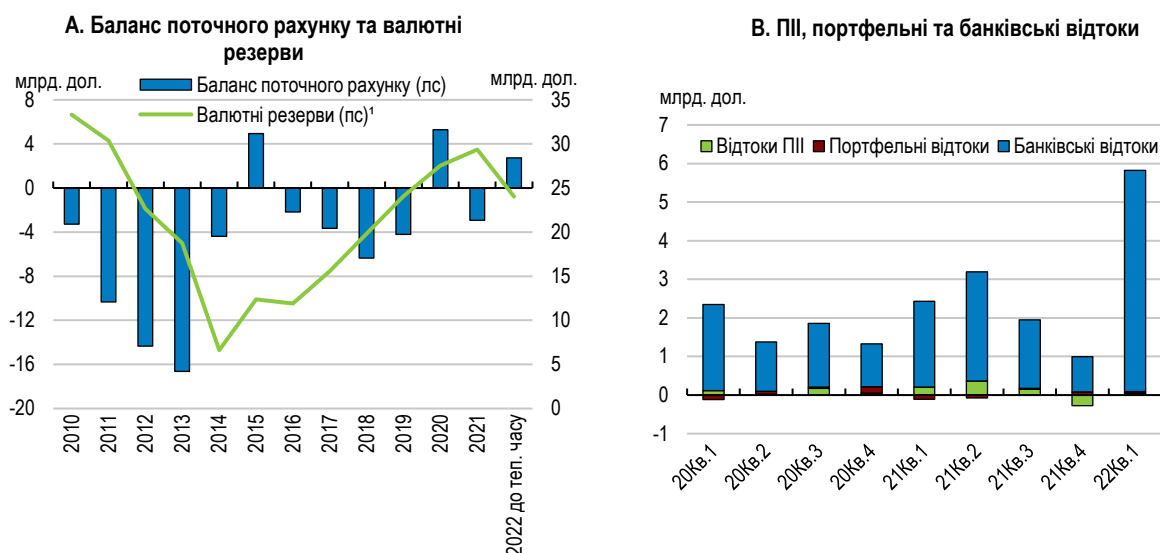 A. Баланс поточного рахунку та валютні
резерви
млрд. дол.
млрд. дол.
Баланс поточного рахунку (лс)
Валютні резерви (пс)¹
8
4
0
-4
-8
-12
-16
-20
35
30
25
20
15
10
5
0
2010
2011
2012
2013
2014
2015
2016
2017
2018
2019
2020
2021
2022 до теп. часу
B. ПІІ, портфельні та банківські відтоки
млрд. дол.
Відтоки ПІІ
Портфельні відтоки
Банківські відтоки
7
6
5
4
3
2
1
0
-1
20Кв.1
20Кв.2
20Кв.3
20Кв.4
21Кв.1
21Кв.2
21Кв.3
21Кв.4
22Кв.1